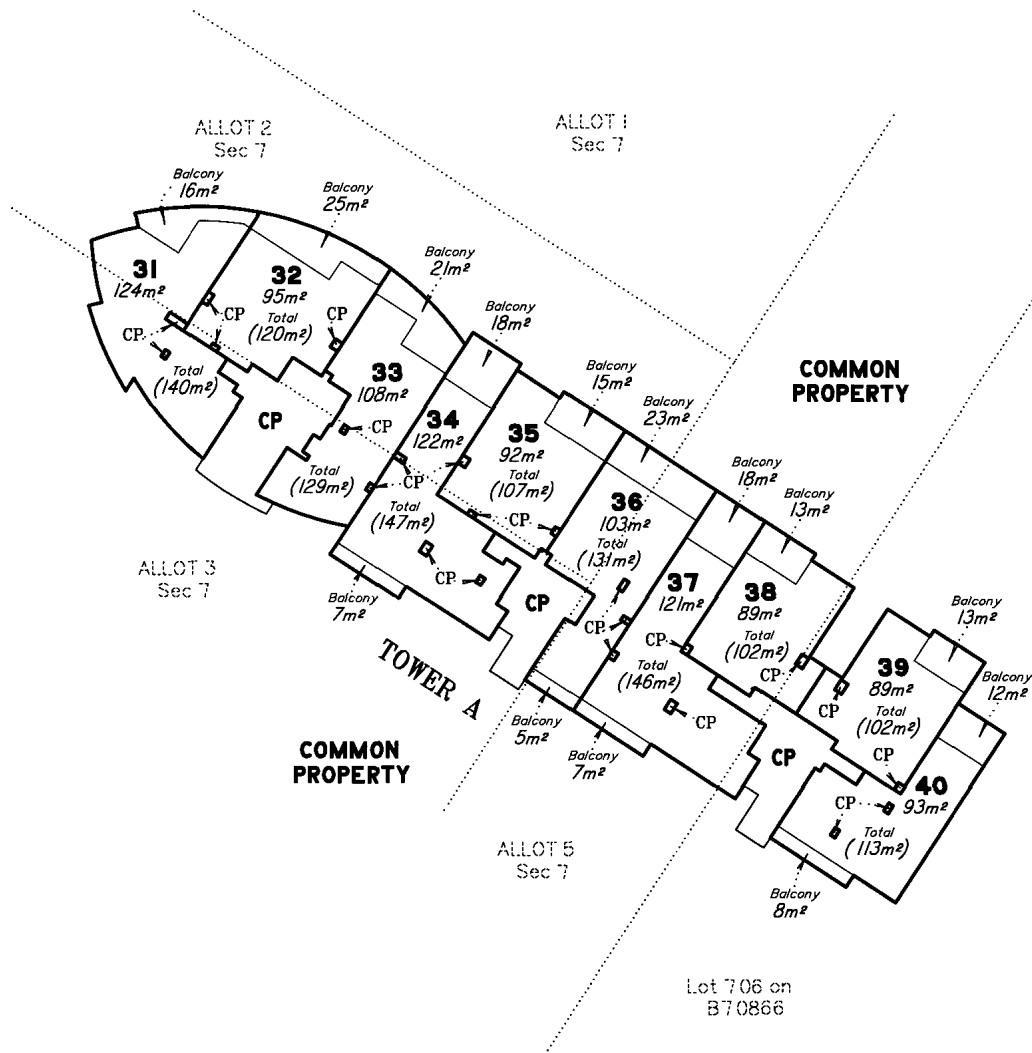 ALLOT 2
Sec 7
ALLOT 1
Sec 7
Balcony
16m²
Balcony
25m²
Balcony
21m²
Balcony
18m²
Balcony
15m²
Balcony
23m²
Balcony
18m²
Balcony
13m²
Balcony
13m²
Balcony
12m²
COMMON
PROPERTY
31
124m²
CP
Total
(140m²)
32
95m²
CP
Total
(120m²)
CP
CP
33
108m²
CP
Total
(129m²)
34
122m²
CP
Total
(147m²)
CP
35
92m²
Total
(107m²)
CP
CP
36
103m²
Total
(131m²)
CP
37
121m²
CP
Total
(146m²)
CP
38
89m²
Total
(102m²)
CP
CP
39
89m²
Total
(102m²)
CP
CP
40
93m²
CP
Total
(113m²)
ALLOT 3
Sec 7
Balcony
7m²
TOWER A
COMMON
PROPERTY
Balcony
5m²
Balcony
7m²
ALLOT 5
Sec 7
Balcony
8m²
Lot 706 on
B70866